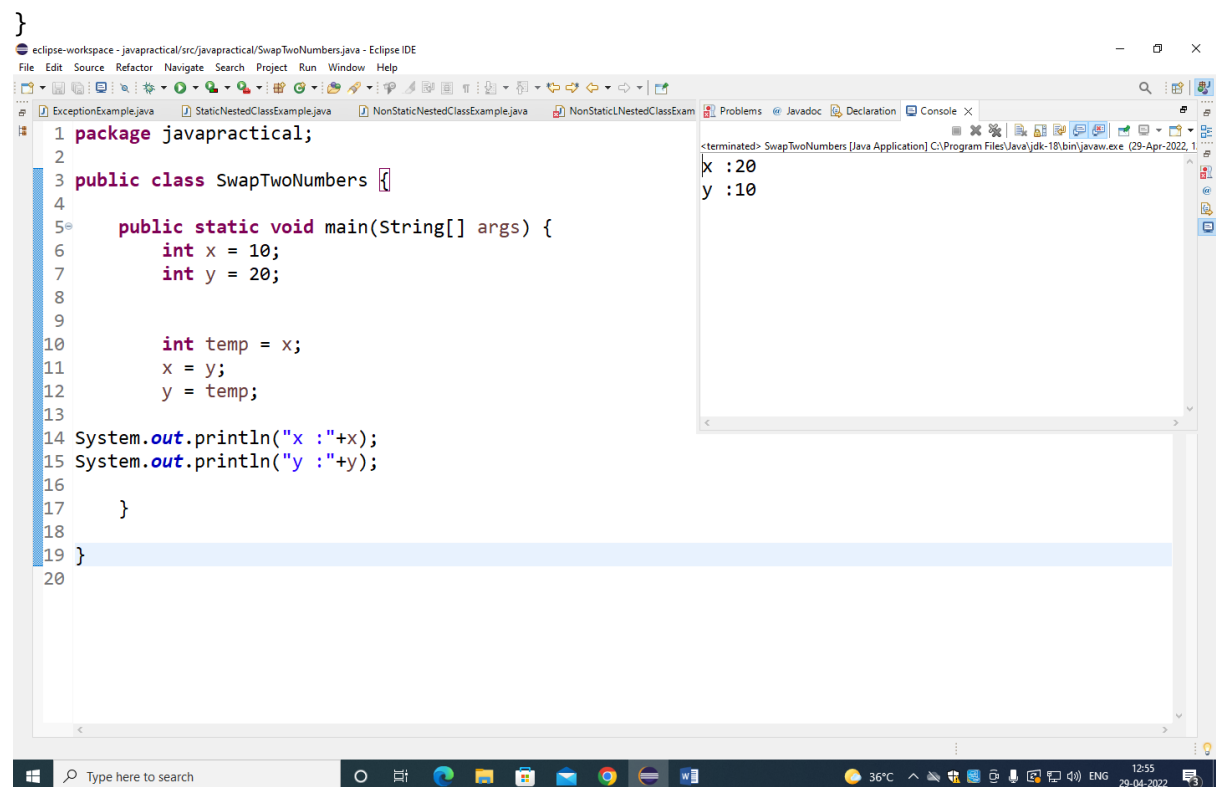 }
eclipse-workspace - javapractical/src/javapractical/SwapTwoNumbers.java - Eclipse IDE
File Edit Source Refactor Navigate Search Project Run Window Help
ExceptionExample.java StaticNestedClassExample.java NonStaticNestedClassExample.java NonStaticLNestedClassExam
1 package javapractical;
2
3 public class SwapTwoNumbers {
4
5 public static void main(String[] args) {
6 int x = 10;
7 int y = 20;
8
9
10 int temp = x;
11 x = y;
12 y = temp;
13
14 System.out.println("x :"+x);
15 System.out.println("y :"+y);
16
17 }
18
19 }
20
Problems @ Javadoc Declaration Console
<terminated> SwapTwoNumbers [Java Application] C:\Program Files\Java\jdk-18\bin\javaw.exe (29-Apr-2022, 1
x :20
y :10
Type here to search
36°C
ENG
12:55
29-04-2022
3